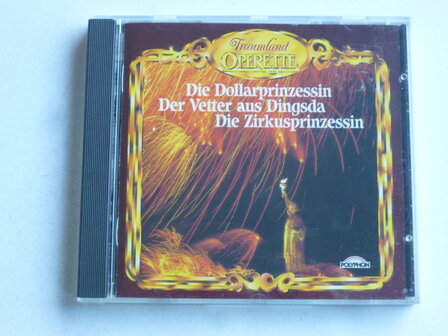 Traumland
OPERETTE
Die Dollarprinzessin
Der Vetter aus Dingsda
Die Zirkusprinzessin
POLYPHON